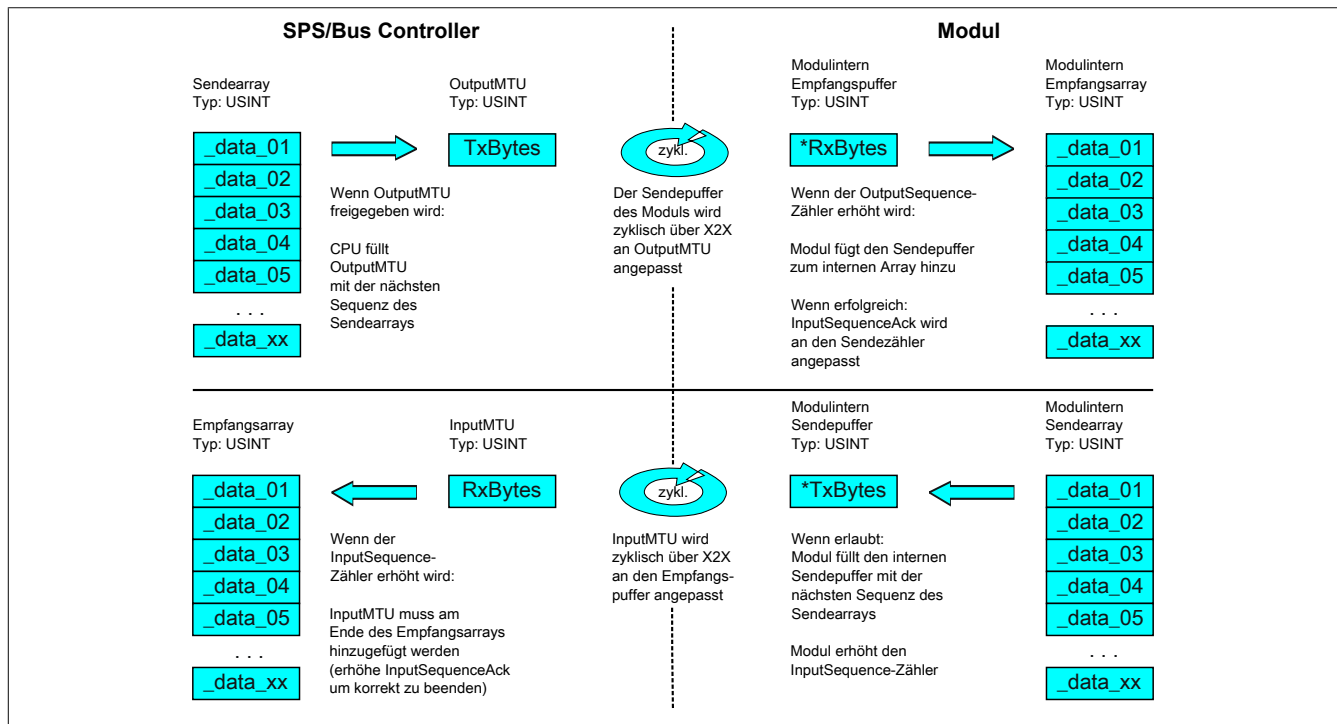 SPS/Bus Controller
Modul
Sendearray
Typ: USINT
OutputMTU
Typ: USINT
Modulintern
Empfangspuffer
Typ: USINT
Modulintern
Empfangsarray
Typ: USINT
_data_01
_data_02
_data_03
_data_04
_data_05
. . .
_data_xx
TxBytes
Wenn OutputMTU
freigegeben wird:
CPU füllt
OutputMTU
mit der nächsten
Sequenz des
Sendearrays
zykl.
Der Sendepuffer
des Moduls wird
zyklisch über X2X
an OutputMTU
angepasst
*RxBytes
Wenn der OutputSequence-
Zähler erhöht wird:
Modul fügt den Sendepuffer
zum internen Array hinzu
Wenn erfolgreich:
InputSequenceAck wird
an den Sendezähler
angepasst
_data_01
_data_02
_data_03
_data_04
_data_05
. . .
_data_xx
Empfangsarray
Typ: USINT
InputMTU
Typ: USINT
Modulintern
Sendepuffer
Typ: USINT
Modulintern
Sendearray
Typ: USINT
_data_01
_data_02
_data_03
_data_04
_data_05
. . .
_data_xx
RxBytes
Wenn der
InputSequence-
Zähler erhöht wird:
InputMTU muss am
Ende des Empfangsarrays
hinzugefügt werden
(erhöhe InputSequenceAck
um korrekt zu beenden)
zykl.
InputMTU wird
zyklisch über X2X
an den Empfangs-
puffer angepasst
*TxBytes
Wenn erlaubt:
Modul füllt den internen
Sendepuffer mit der
nächsten Sequenz des
Sendearrays
Modul erhöht den
InputSequence-Zähler
_data_01
_data_02
_data_03
_data_04
_data_05
. . .
_data_xx